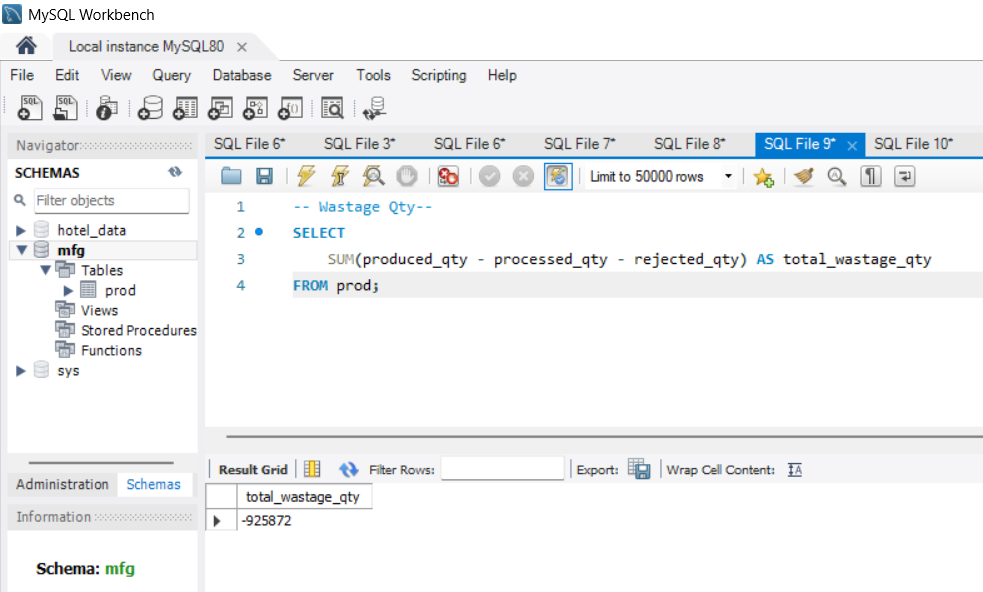 MySQL Workbench
Local instance MySQL80
File Edit View Query Database Server Tools Scripting Help
Navigator
SCHEMAS
Filter objects
hotel_data
mfg
Tables
prod
Views
Stored Procedures
Functions
sys
Administration Schemas
Information
Schema: mfg
SQL File 6* SQL File 3* SQL File 6* SQL File 7* SQL File 8* SQL File 9* SQL File 10*
Limit to 50000 rows
1 -- Wastage Qty--
2 SELECT
3 SUM(produced_qty - processed_qty - rejected_qty) AS total_wastage_qty
4 FROM prod;
Result Grid Filter Rows: Export: Wrap Cell Content: IA
total_wastage_qty
-925872